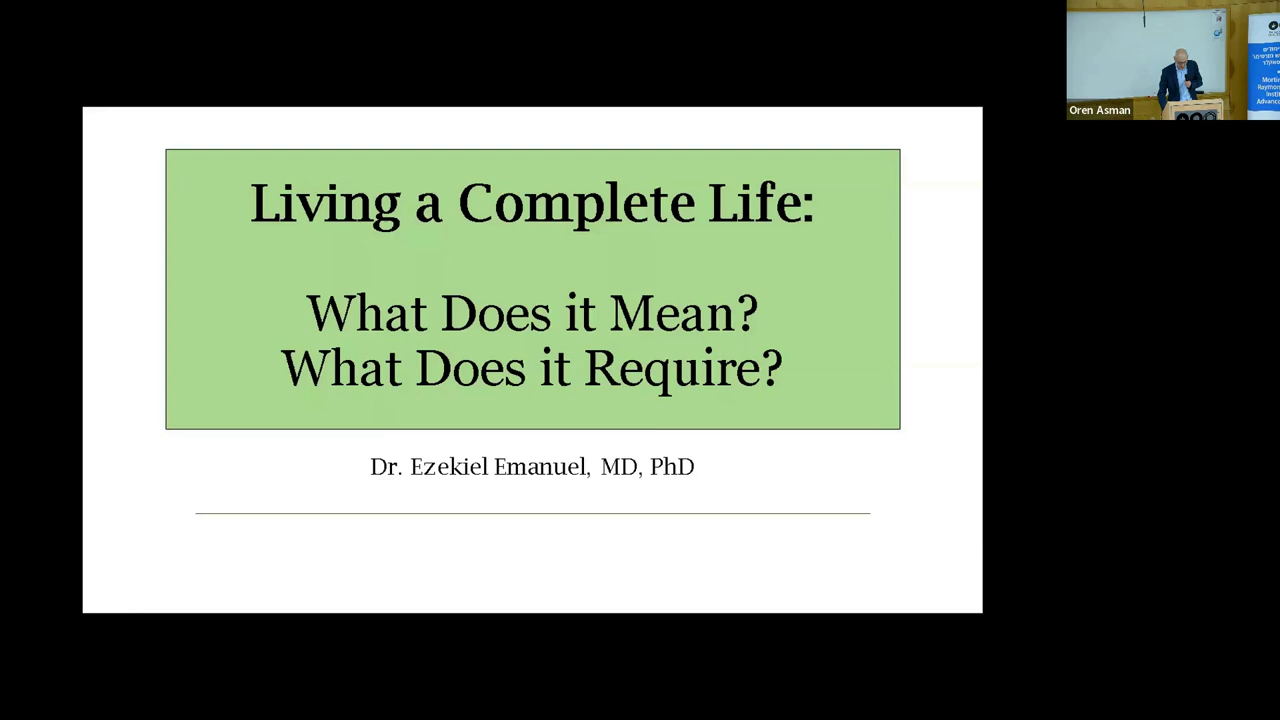 Living a Complete Life:
What Does it Mean?
What Does it Require?
Dr. Ezekiel Emanuel, MD, PhD
Oren Asman